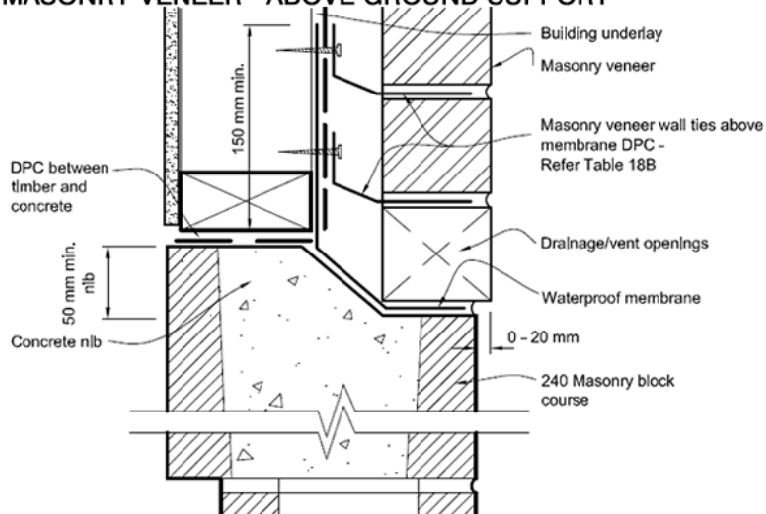 MASONRY VENEER - ABOVE GROUND SUPPORT
Building underlay
Masonry veneer
150 mm min.
Masonry veneer wall ties above
membrane DPC -
Refer Table 18B
DPC between
timber and
concrete
Drainage/vent openings
50 mm min.
nib
Waterproof membrane
Concrete nib
0 - 20 mm
240 Masonry block
course